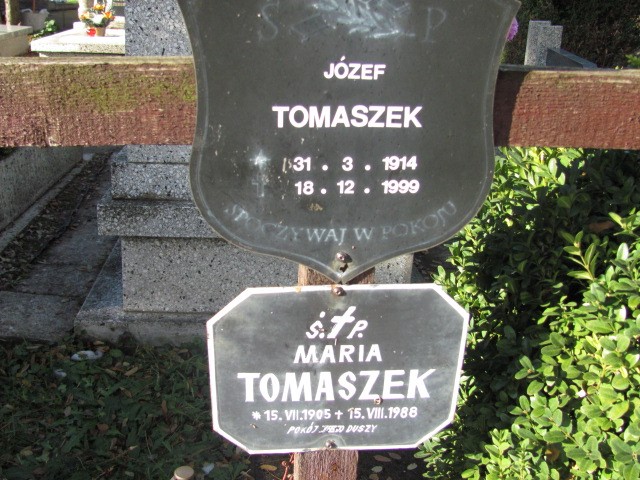 Ś P
JÓZEF
TOMASZEK
31 . 3 . 1914
18 . 12 . 1999
SPOCZYWAJ W POKOJU
Ś.†P.
MARIA
TOMASZEK
* 15. VII.1905 + 15. VIII.1988
POKÓJ JEJ DUSZY